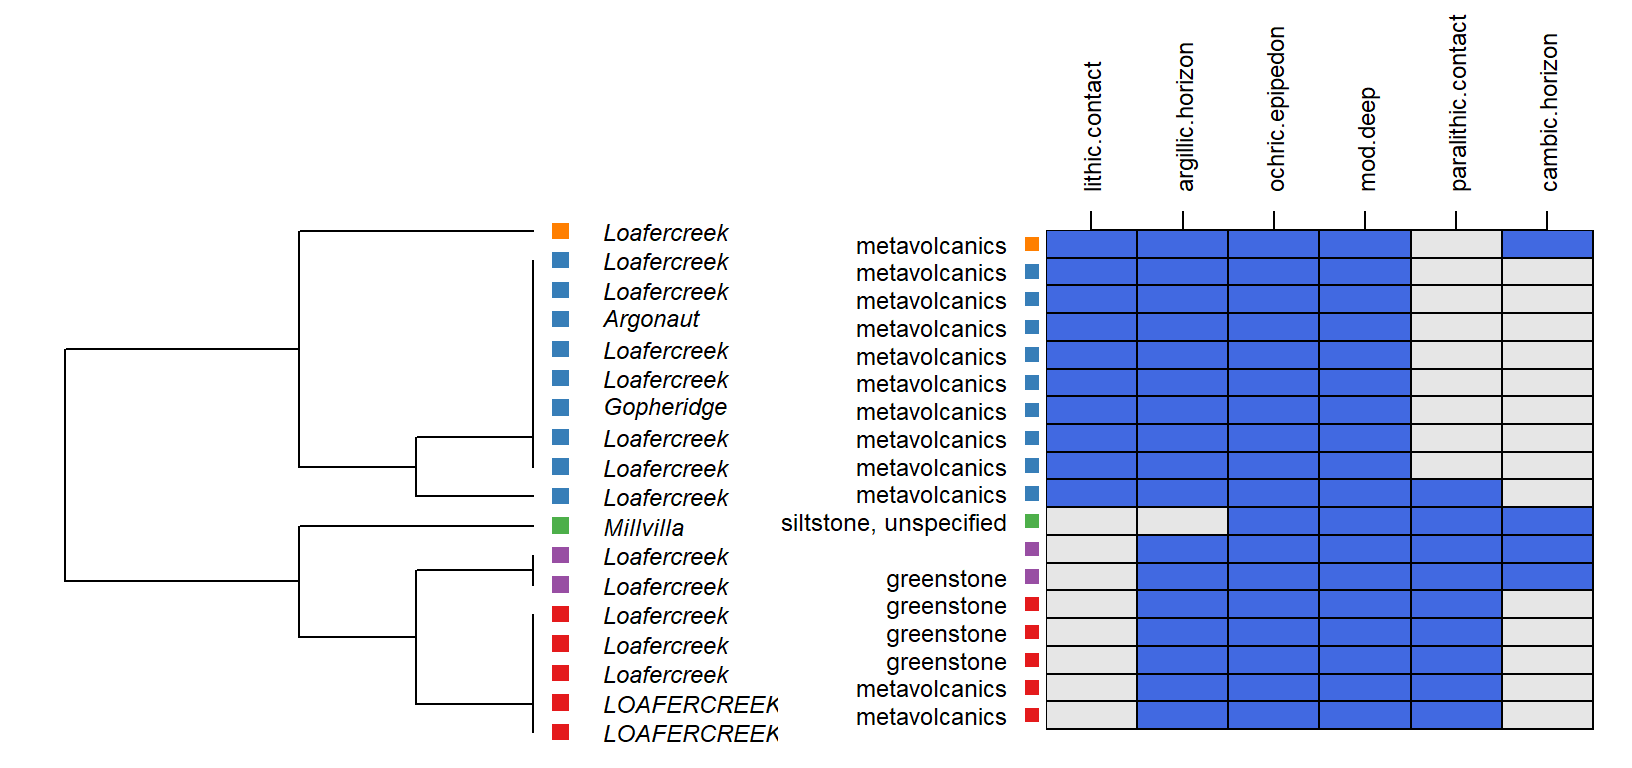 lithic.contact
argillic.horizon
ochric.epipedon
mod.deep
paralithic.contact
cambic.horizon
Loafercreek
Loafercreek
Loafercreek
Argonaut
Loafercreek
Loafercreek
Gopheridge
Loafercreek
Loafercreek
Loafercreek
Millvilla
Loafercreek
Loafercreek
Loafercreek
Loafercreek
Loafercreek
LOAFERCREEK
LOAFERCREEK
metavolcanics
metavolcanics
metavolcanics
metavolcanics
metavolcanics
metavolcanics
metavolcanics
metavolcanics
metavolcanics
metavolcanics
siltstone, unspecified
greenstone
greenstone
greenstone
greenstone
metavolcanics
metavolcanics